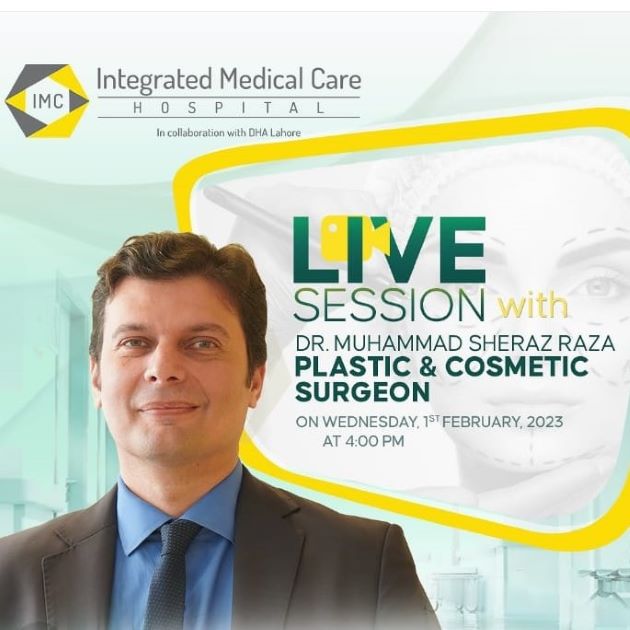 IMC
Integrated Medical Care
HOSPITAL
In collaboration with DHA Lahore
LIVE
SESSION with
DR. MUHAMMAD SHERAZ RAZA
PLASTIC & COSMETIC
SURGEON
ON WEDNESDAY, 1ST FEBRUARY, 2023
AT 4:00 PM